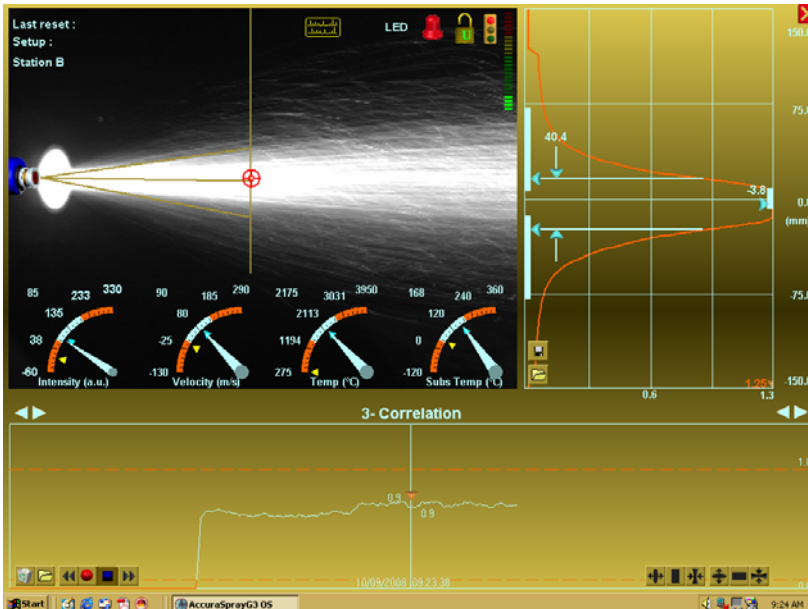 Last reset :
Setup :
Station B
LED
U
150.0
75.0
40.4
-3.8
0.0
(mm)
-75.0
-150.0
1.25v
0.6
1.3
85
233
330
135
38
-60
Intensity (a.u.)
90
185
290
80
-25
-130
Velocity (m/s)
2175
3031
3950
2113
1194
275
Temp (°C)
168
240
360
120
0
-120
Subs Temp (°C)
3- Correlation
1.0
0.9
0.9
10/09/2008 09:23:38
Start
AccuraSprayG3 OS
9:24 AM